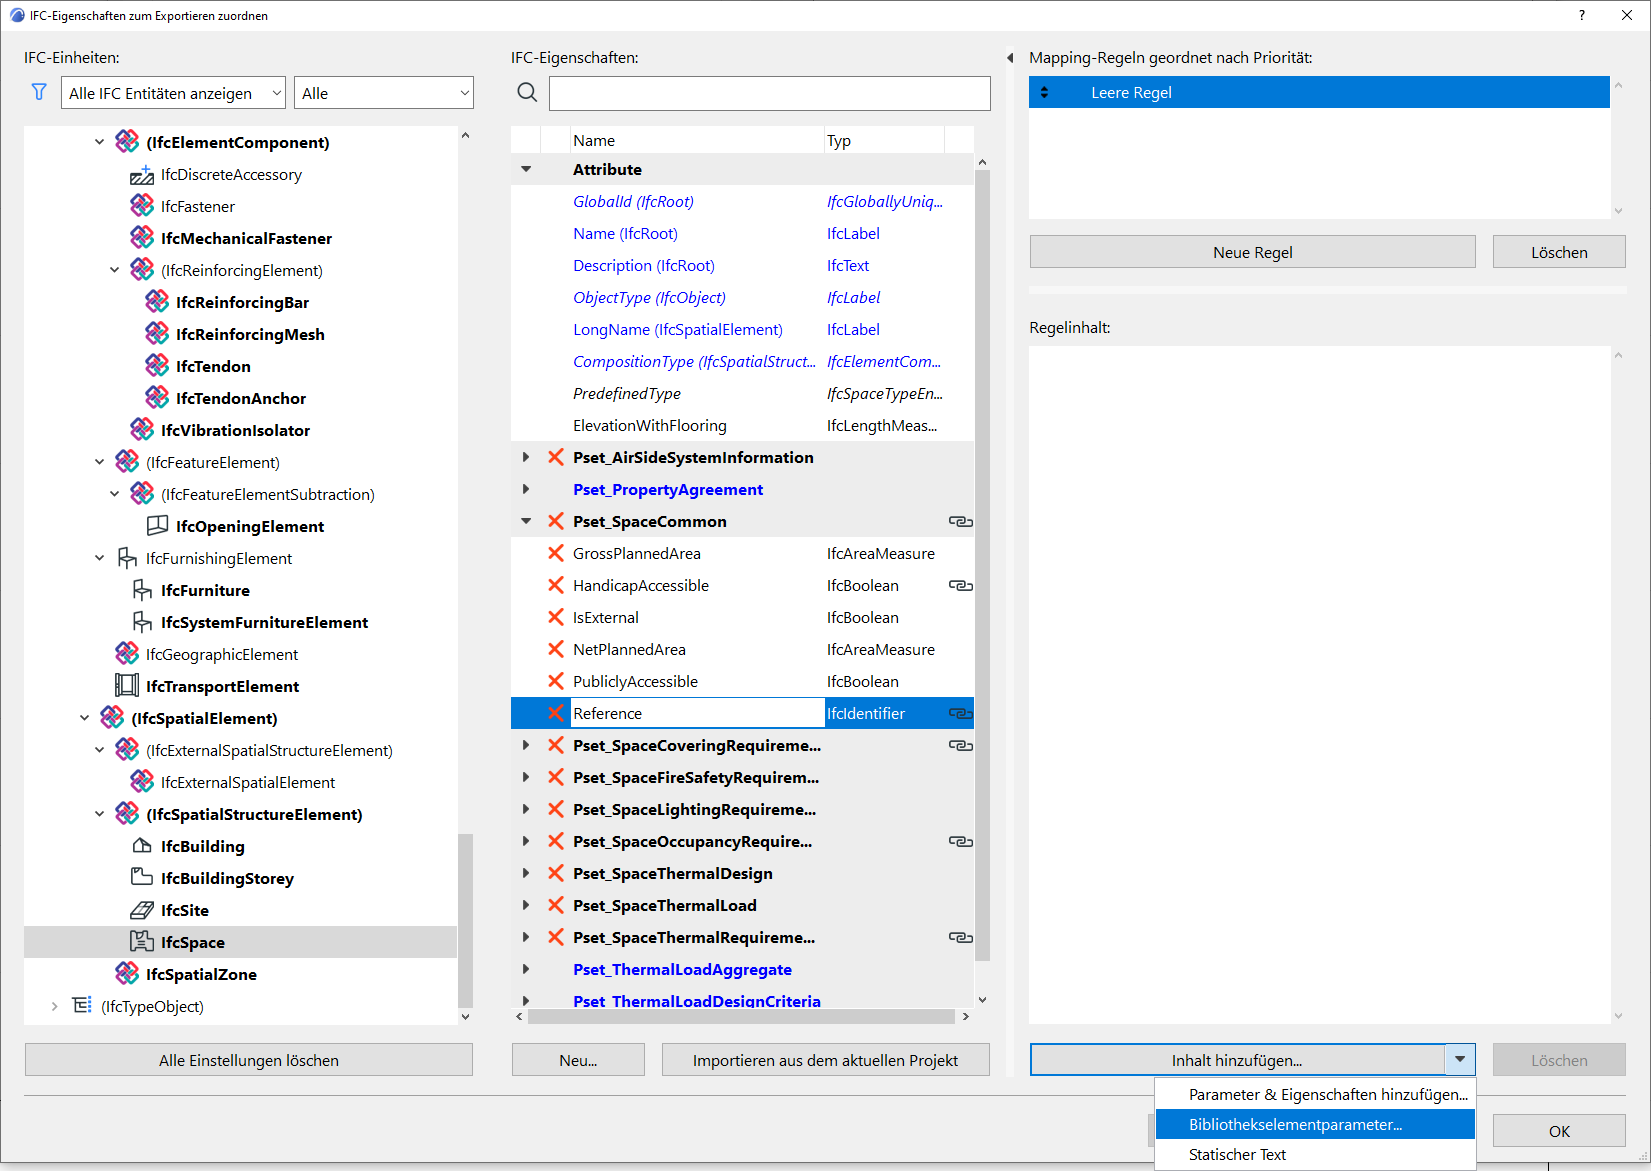 IFC-Eigenschaften zum Exportieren zuordnen
?
IFC-Einheiten:
Alle IFC Entitäten anzeigen
Alle
(IfcElementComponent)
IfcDiscreteAccessory
IfcFastener
IfcMechanicalFastener
(IfcReinforcingElement)
IfcReinforcingBar
IfcReinforcingMesh
IfcTendon
IfcTendonAnchor
IfcVibrationIsolator
(IfcFeatureElement)
(IfcFeatureElementSubtraction)
IfcOpeningElement
IfcFurnishingElement
IfcFurniture
IfcSystemFurnitureElement
IfcGeographicElement
IfcTransportElement
(IfcSpatialElement)
(IfcExternalSpatialStructureElement)
IfcExternalSpatialElement
(IfcSpatialStructureElement)
IfcBuilding
IfcBuildingStorey
IfcSite
IfcSpace
IfcSpatialZone
(IfcTypeObject)
Alle Einstellungen löschen
IFC-Eigenschaften:
Name Typ
Attribute
GlobalId (IfcRoot) IfcGloballyUniq...
Name (IfcRoot) IfcLabel
Description (IfcRoot) IfcText
ObjectType (IfcObject) IfcLabel
LongName (IfcSpatialElement) IfcLabel
CompositionType (IfcSpatialStruct... IfcElementCom...
PredefinedType IfcSpaceTypeEn...
ElevationWithFlooring IfcLengthMeas...
Pset_AirSideSystemInformation
Pset_PropertyAgreement
Pset_SpaceCommon
GrossPlannedArea IfcAreaMeasure
HandicapAccessible IfcBoolean
IsExternal IfcBoolean
NetPlannedArea IfcAreaMeasure
PubliclyAccessible IfcBoolean
Reference IfcIdentifier
Pset_SpaceCoveringRequireme...
Pset_SpaceFireSafetyRequirem...
Pset_SpaceLightingRequireme...
Pset_SpaceOccupancyRequire...
Pset_SpaceThermalDesign
Pset_SpaceThermalLoad
Pset_SpaceThermalRequireme...
Pset_ThermalLoadAggregate
Pset_ThermalLoadDesignCriteria
Neu...
Importieren aus dem aktuellen Projekt
Mapping-Regeln geordnet nach Priorität:
Leere Regel
Neue Regel
Löschen
Regelinhalt:
Inhalt hinzufügen...
Löschen
Parameter & Eigenschaften hinzufügen...
Bibliothekselementparameter...
Statischer Text
OK